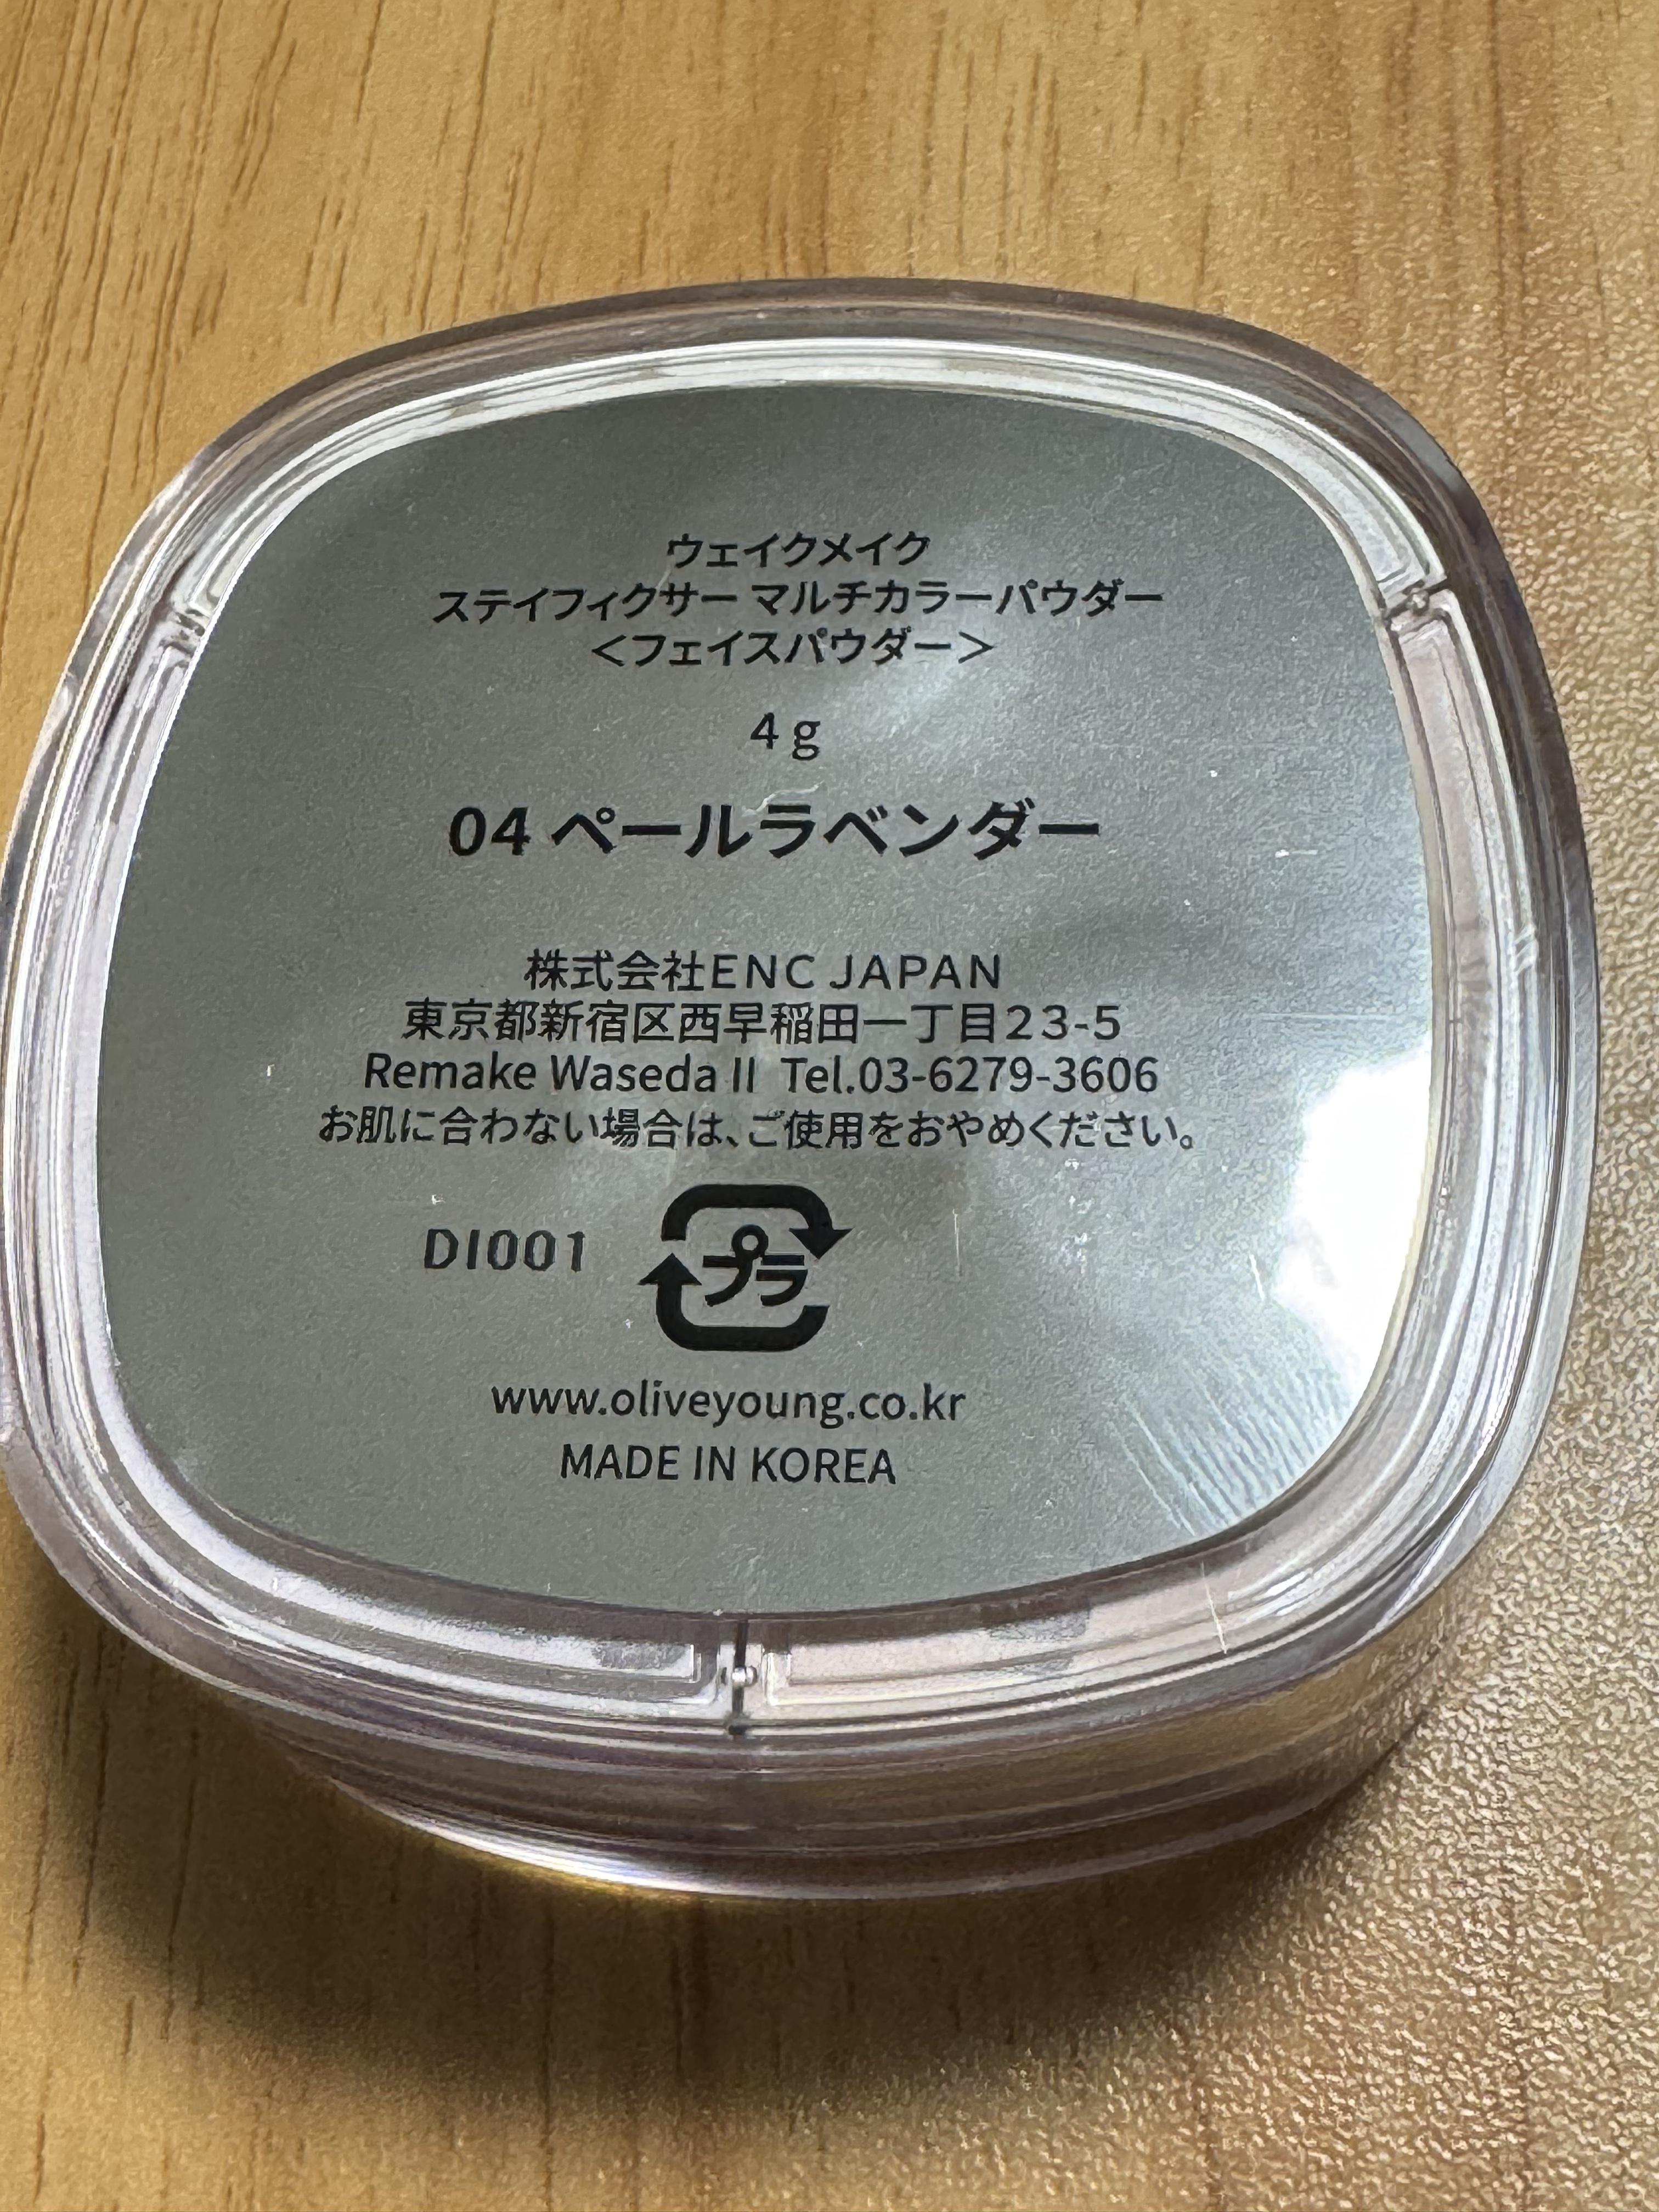 ウェイクメイク
ステイフィクサー マルチカラーパウダー
＜フェイスパウダー＞
4 g
04 ペールラベンダー
株式会社ENC JAPAN
東京都新宿区西早稲田一丁目23-5
Remake Waseda II Tel.03-6279-3606
お肌に合わない場合は、ご使用をおやめください。
DI001 プラ
www.oliveyoung.co.kr
MADE IN KOREA